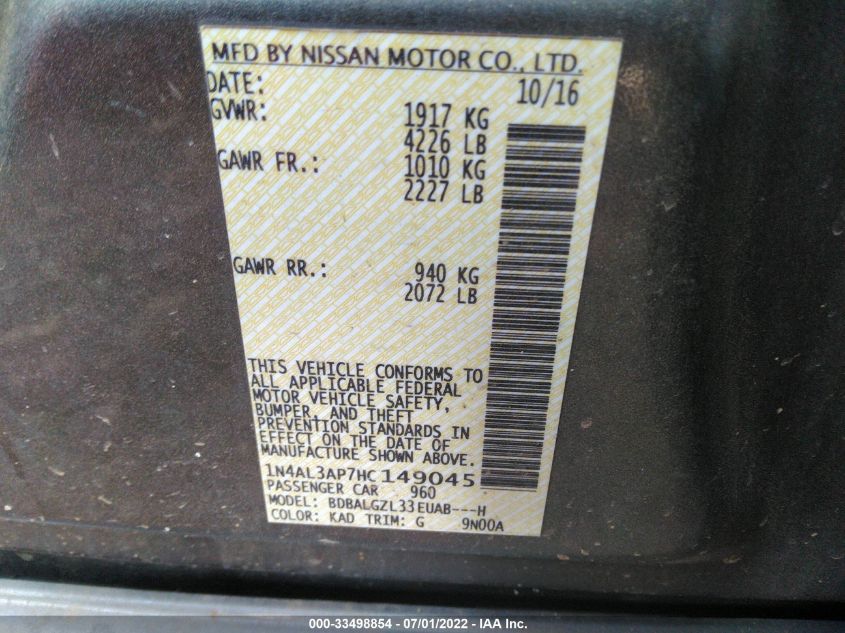 MFD BY NISSAN MOTOR CO., LTD.
DATE: 10/16
GVWR: 1917 KG
4226 LB
GAWR FR.: 1010 KG
2227 LB
GAWR RR.: 940 KG
2072 LB
THIS VEHICLE CONFORMS TO
ALL APPLICABLE FEDERAL
MOTOR VEHICLE SAFETY,
BUMPER, AND THEFT
PREVENTION STANDARDS IN
EFFECT ON THE DATE OF
MANUFACTURE SHOWN ABOVE.
1N4AL3AP7HC149045
PASSENGER CAR 960
MODEL: BDBALGZL33EUAB---H
COLOR: KAD TRIM: G 9N00A
000-33498854 - 07/01/2022 - IAA Inc.